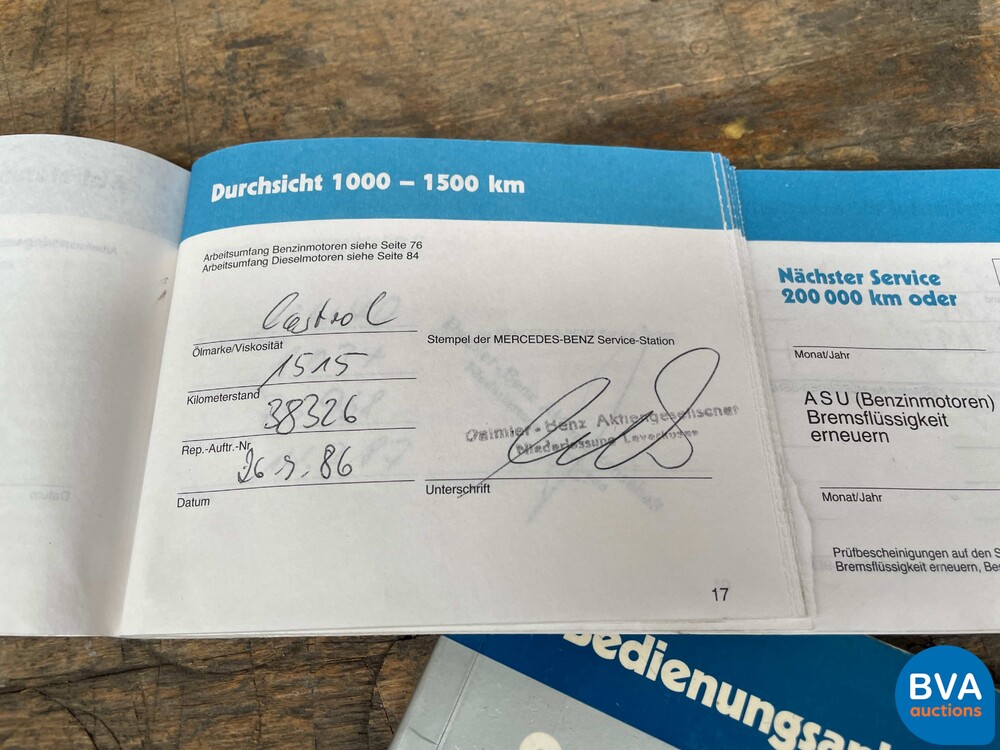 Durchsicht 1000 – 1500 km
Arbeitsumfang Benzinmotoren siehe Seite 76
Arbeitsumfang Dieselmotoren siehe Seite 84
Castrol
Ölmarke/Viskosität
1515
Kilometerstand
38326
Rep.-Auftr.-Nr.
26.9.86
Datum
Stempel der MERCEDES-BENZ Service-Station
Daimler-Benz Aktiengesellschaf
Niederlassung Leverkusen
Unterschrift
17
Nächster Service
200 000 km oder
Monat/Jahr
ASU (Benzinmotoren)
Bremsflüssigkeit
erneuern
Monat/Jahr
Prüfbescheinigungen auf den S
Bremsflüssigkeit erneuern, Bes
Bedienungsan
BVA
auctions